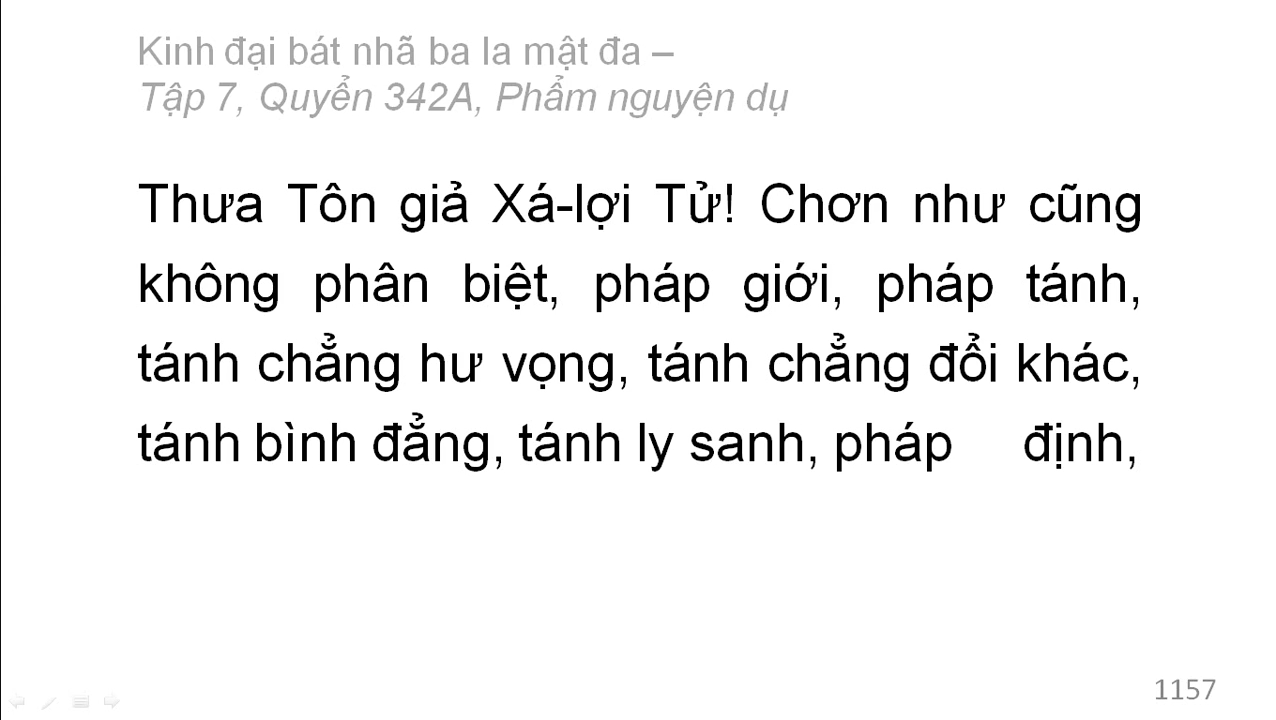 Kinh đại bát nhã ba la mật đa –
Tập 7, Quyển 342A, Phẩm nguyện dụ
Thưa Tôn giả Xá-lợi Tử! Chơn như cũng
không phân biệt, pháp giới, pháp tánh,
tánh chẳng hư vọng, tánh chẳng đổi khác,
tánh bình đẳng, tánh ly sanh, pháp định,
1157